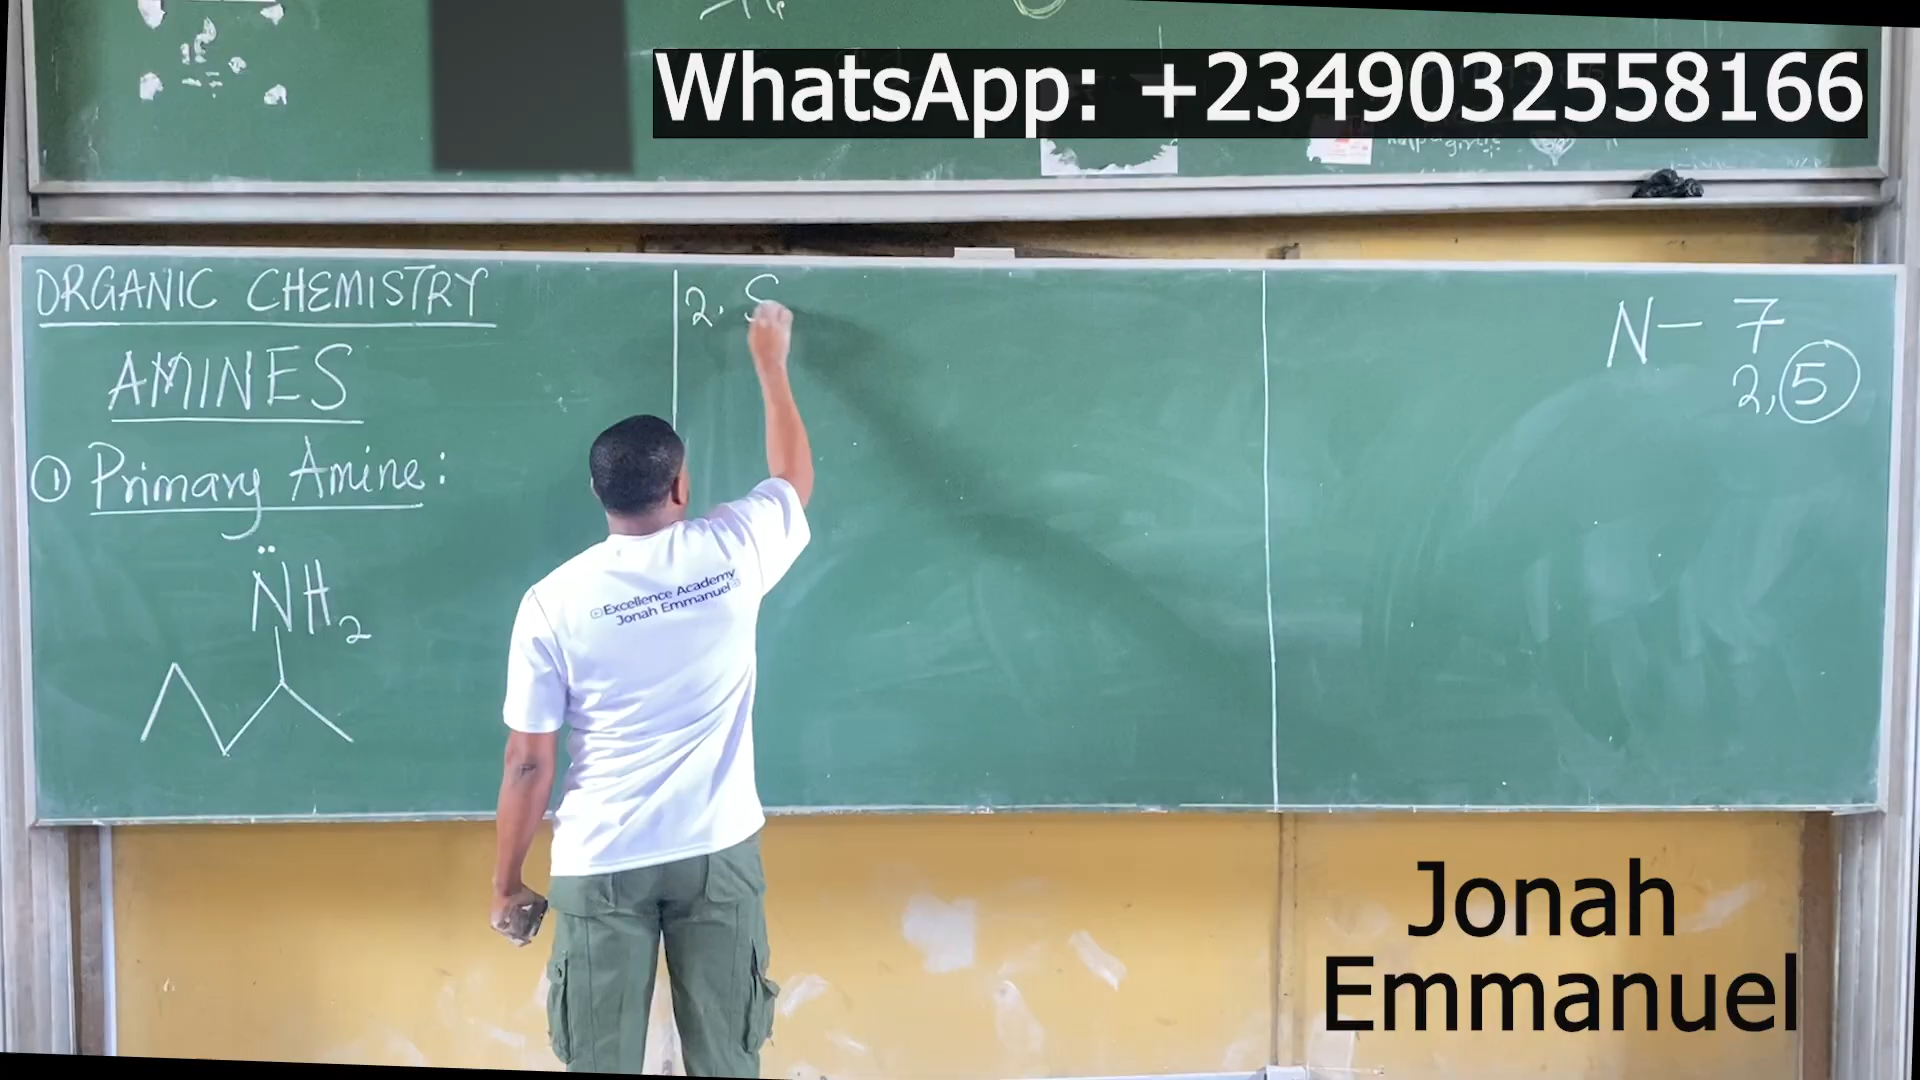 WhatsApp: +2349032558166
ORGANIC CHEMISTRY
AMINES
① Primary Amine:
NH2
2. S
N- 7
2, 5
Excellence Academy
Jonah Emmanuel
Jonah
Emmanuel